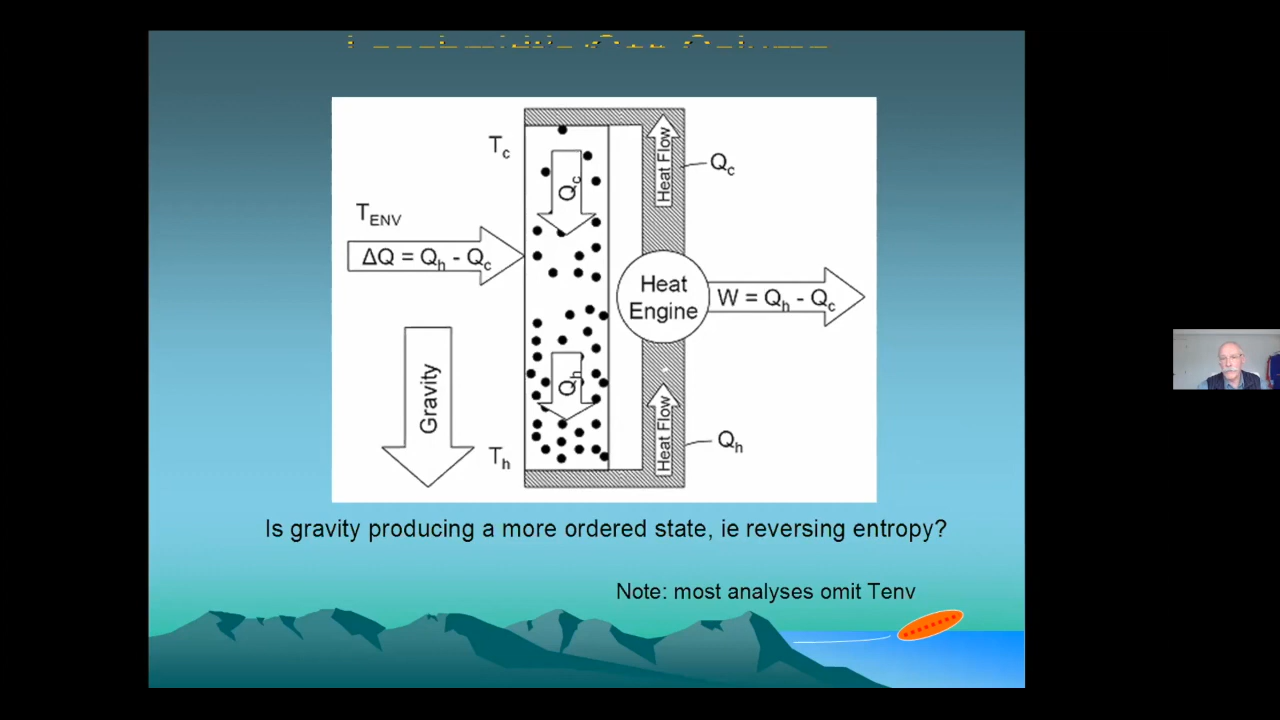 T_c
Q_c
Heat Flow
Q_c
T_ENV
ΔQ = Q_h - Q_c
Heat
Engine
W = Q_h - Q_c
Gravity
Q_h
Heat Flow
T_h
Q_h
Is gravity producing a more ordered state, ie reversing entropy?
Note: most analyses omit Tenv